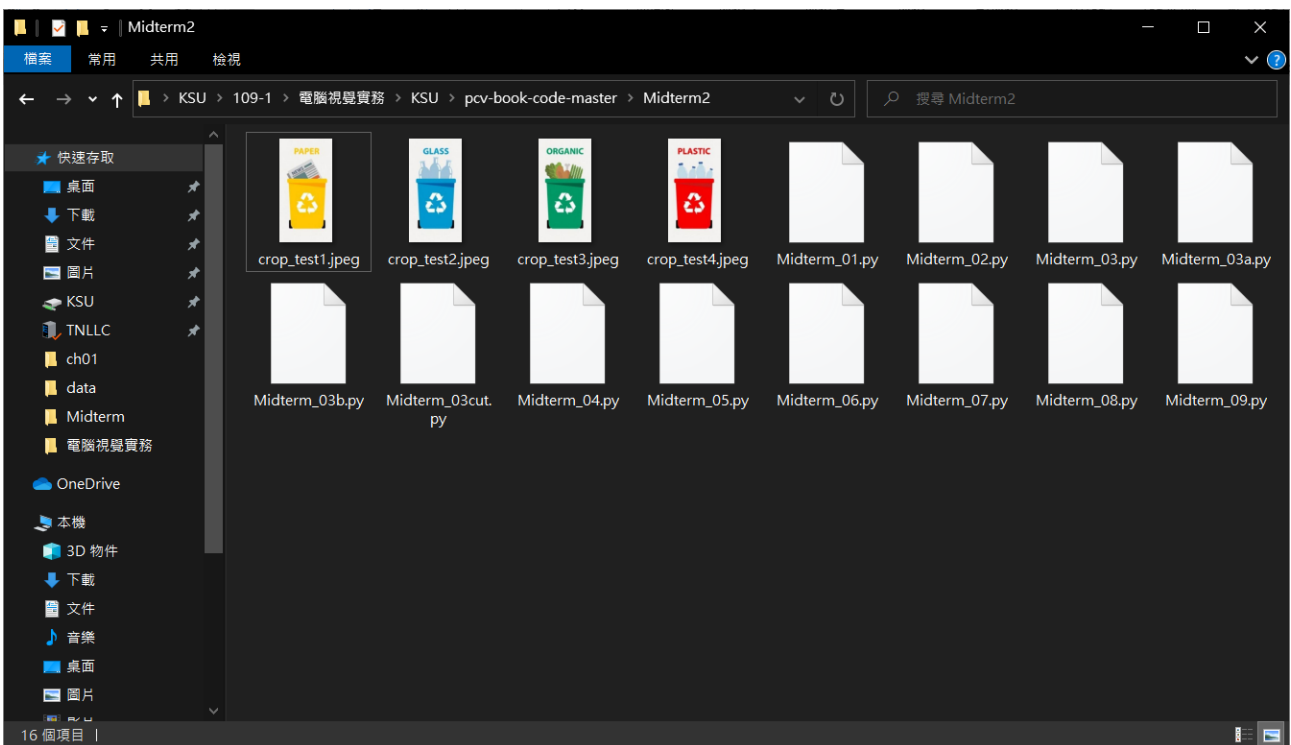 Midterm2
檔案 常用 共用 檢視
KSU > 109-1 > 電腦視覺實務 > KSU > pcv-book-code-master > Midterm2
搜尋 Midterm2
快速存取
桌面
下載
文件
圖片
KSU
TNLLC
ch01
data
Midterm
電腦視覺實務
OneDrive
本機
3D 物件
下載
文件
音樂
桌面
圖片
PAPER GLASS ORGANIC PLASTIC
crop_test1.jpeg crop_test2.jpeg crop_test3.jpeg crop_test4.jpeg Midterm_01.py Midterm_02.py Midterm_03.py Midterm_03a.py
Midterm_03b.py Midterm_03cut. Midterm_04.py Midterm_05.py Midterm_06.py Midterm_07.py Midterm_08.py Midterm_09.py
py
16 個項目